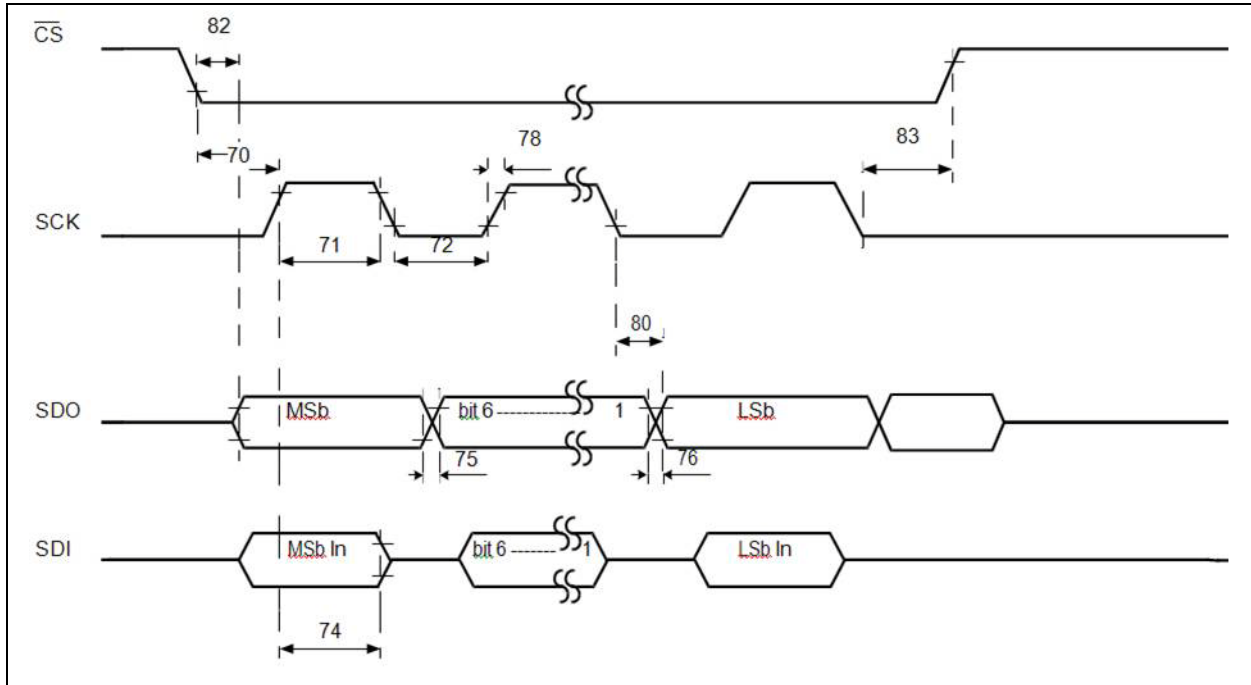 CS
82
83
78
70
SCK
71
72
80
SDO
MSb
bit 6 ---------- 1
LSb
75
76
SDI
MSb In
bit 6 ------- 1
LSb In
74